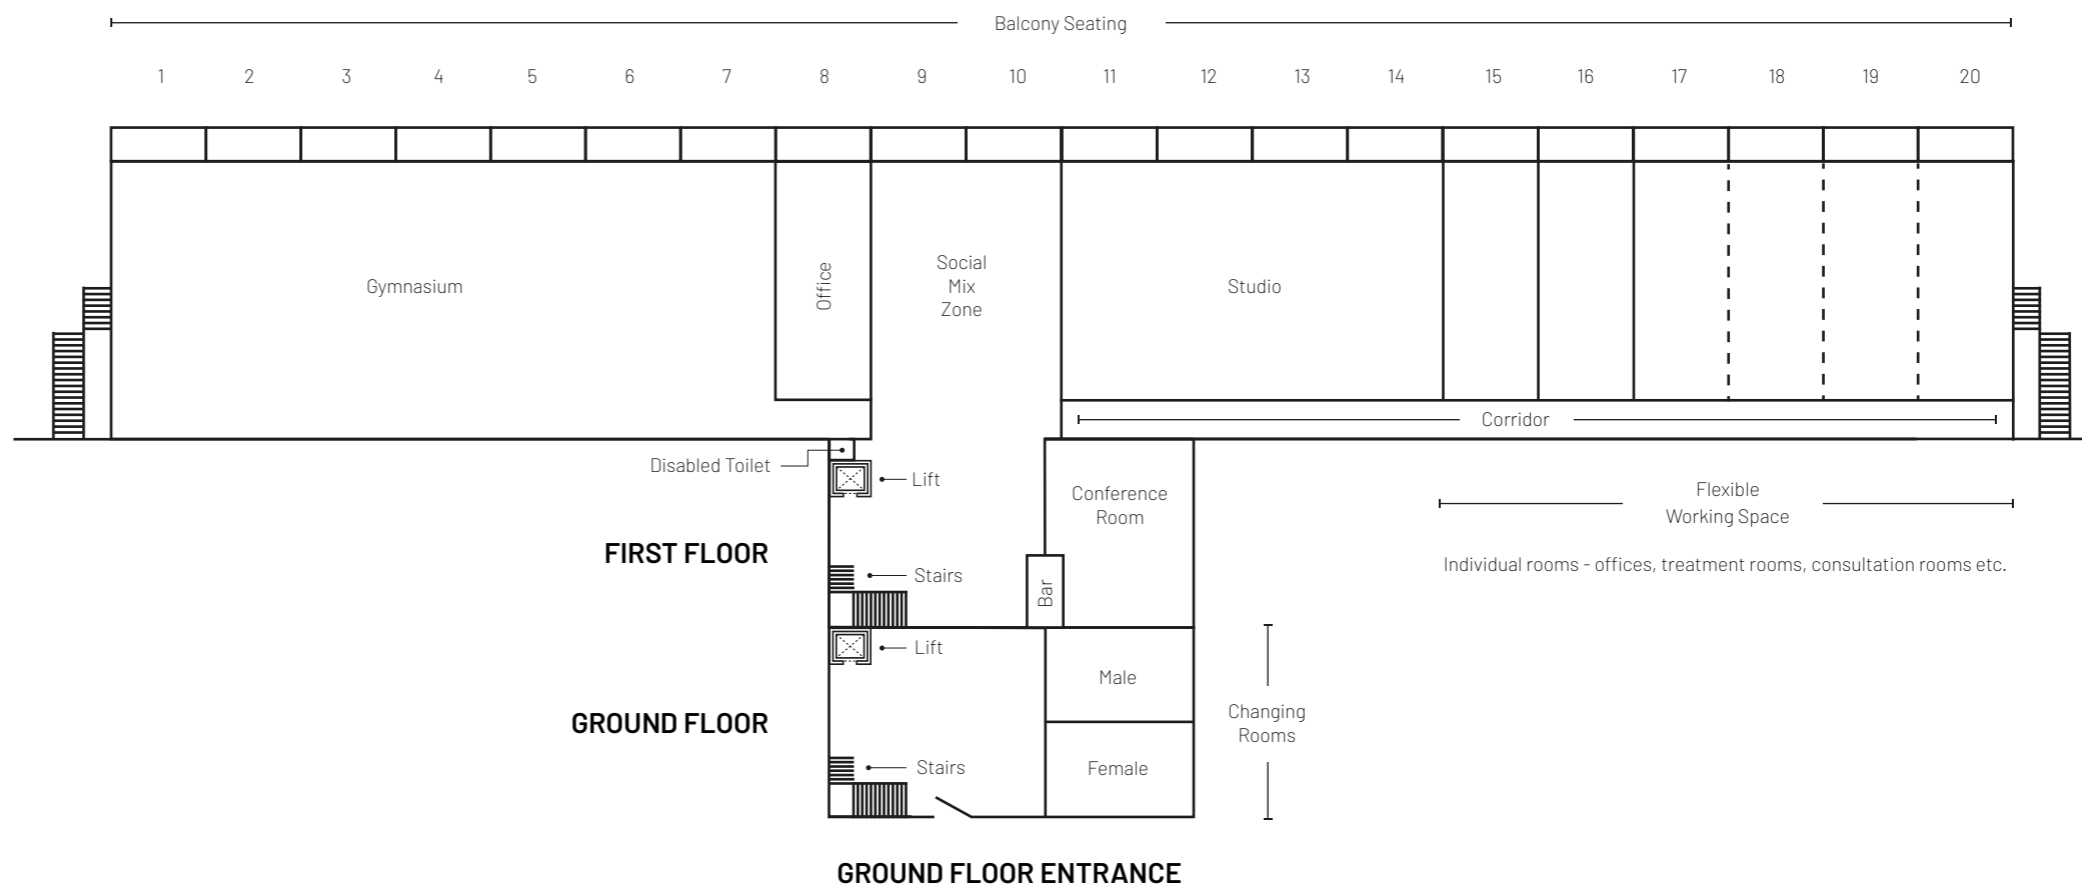 Balcony Seating
1 2 3 4 5 6 7 8 9 10 11 12 13 14 15 16 17 18 19 20
Gymnasium
Office
Social
Mix
Zone
Studio
Corridor
Disabled Toilet
Lift
Conference
Room
Flexible
Working Space
FIRST FLOOR
Stairs
Bar
Individual rooms - offices, treatment rooms, consultation rooms etc.
Lift
Male
GROUND FLOOR
Changing
Rooms
Stairs
Female
GROUND FLOOR ENTRANCE